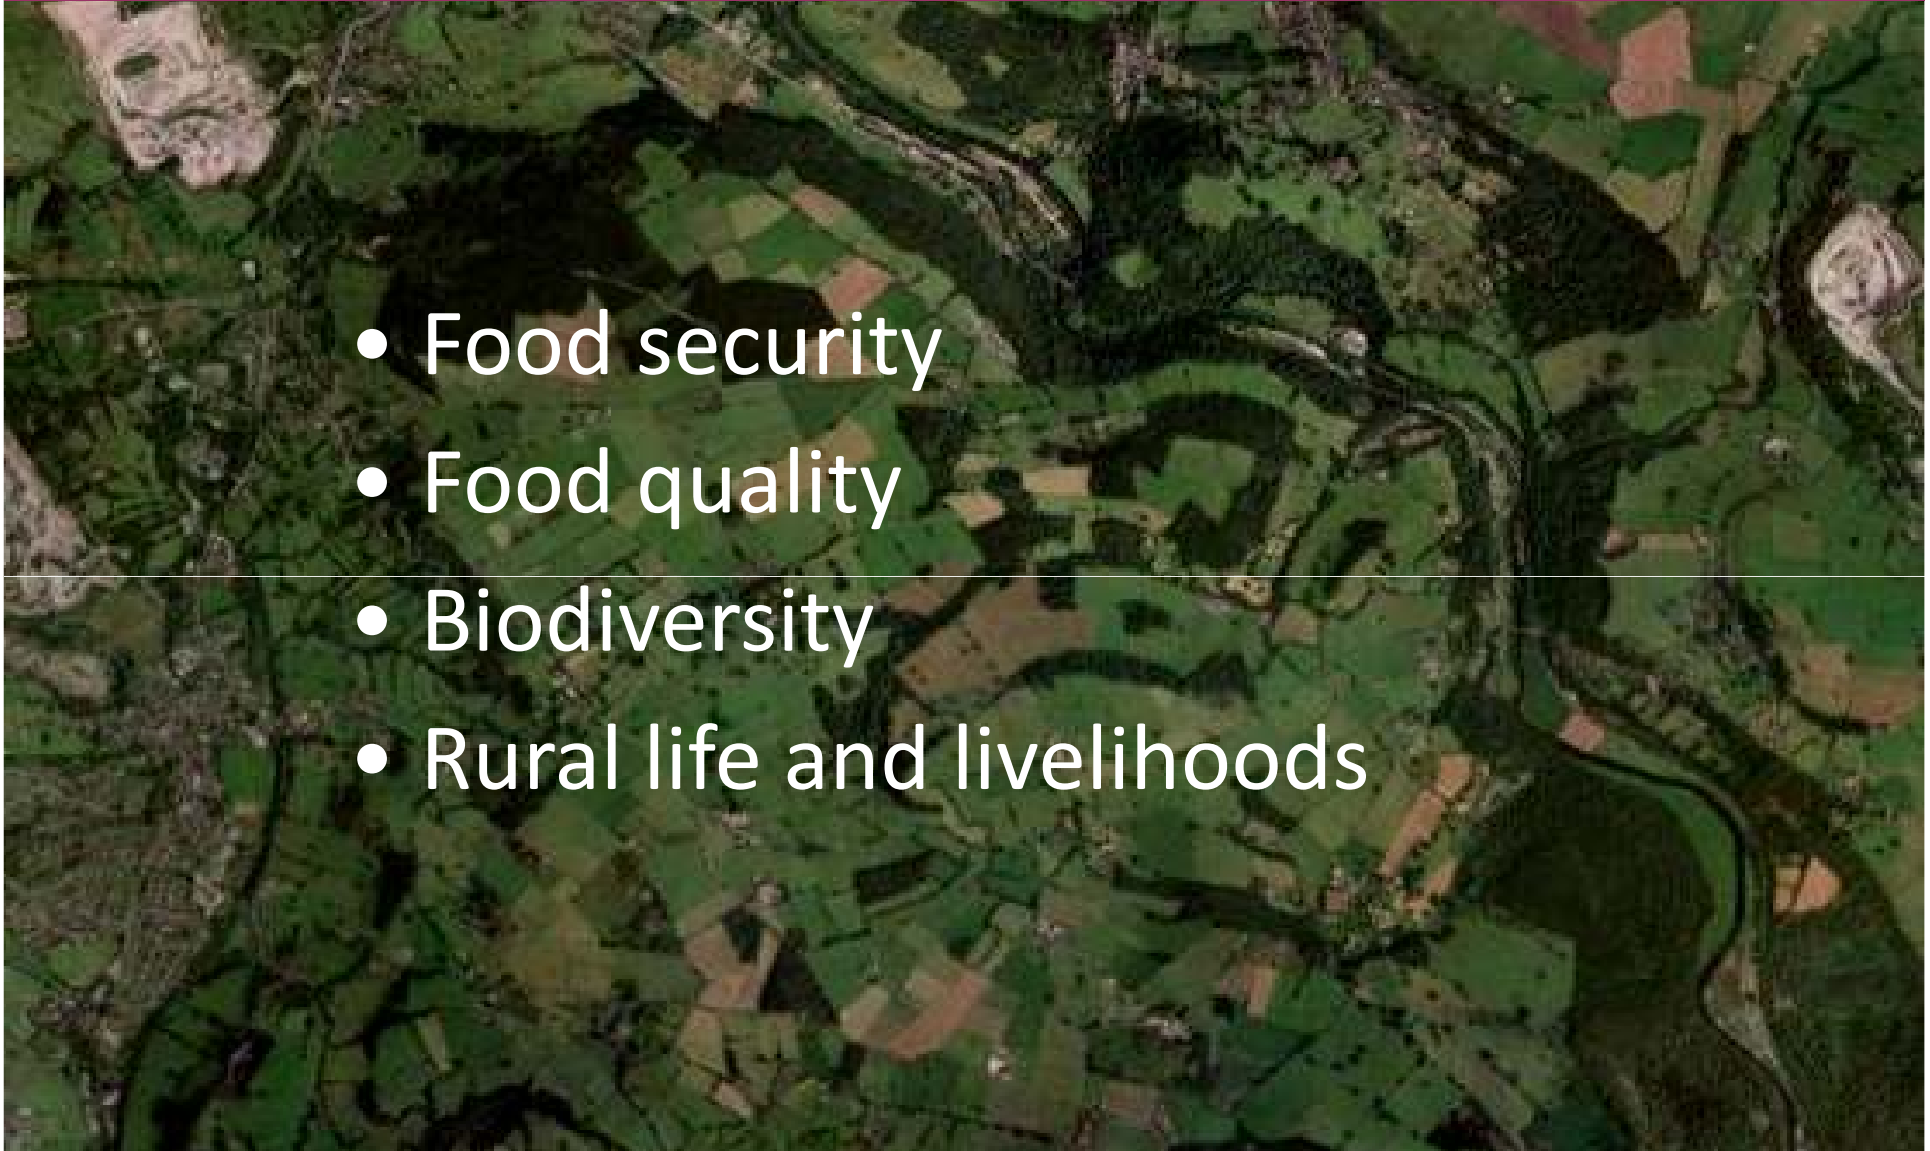 • Food security
• Food quality
• Biodiversity
• Rural life and livelihoods